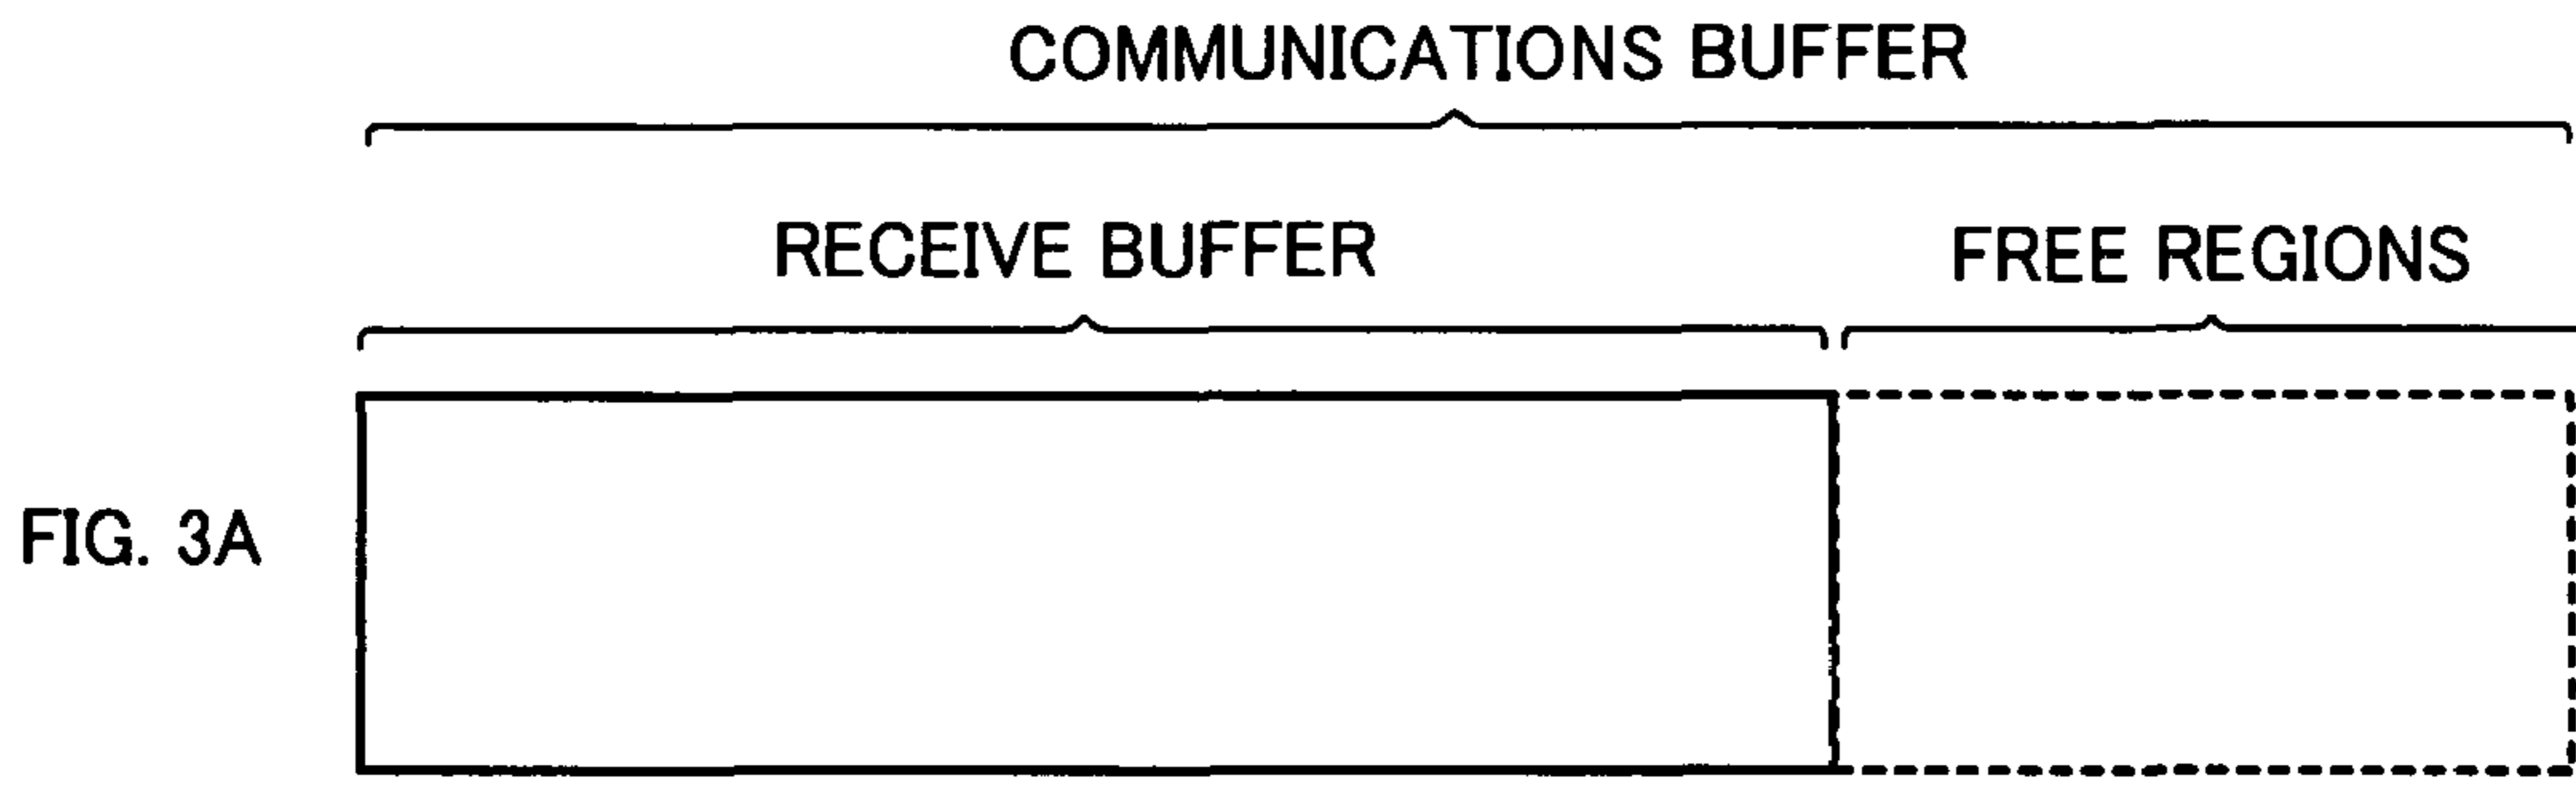 COMMUNICATIONS BUFFER
RECEIVE BUFFER
FREE REGIONS
FIG. 3A